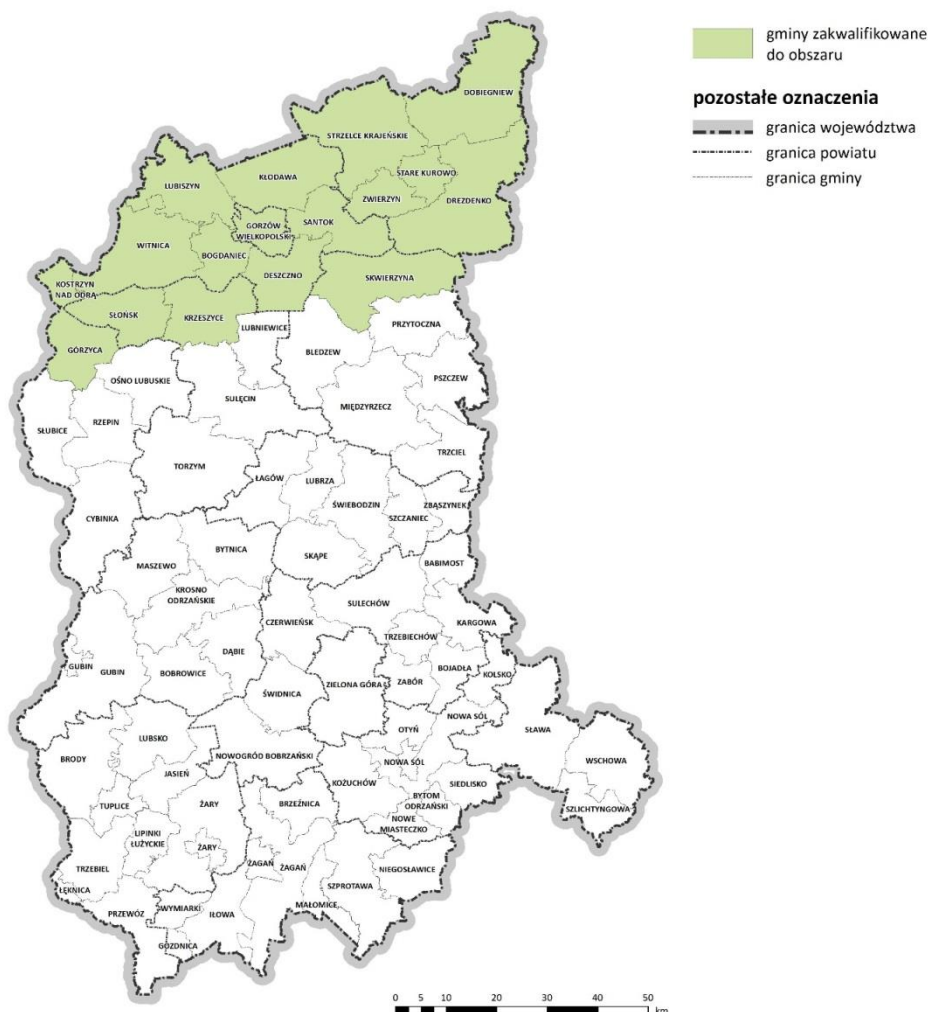 gminy zakwalifikowane
do obszaru
pozostałe oznaczenia
granica województwa
granica powiatu
granica gminy
DOBIEGNIEW
STRZELCE KRAJEŃSKIE
STARE KUROWO
KŁODAWA
LUBISZYN
ZWIERZYN
DREZDENKO
SANTOK
GORZÓW
WIELKOPOLSKI
WITNICA
BOGDANIEC
DESZCZNO
SKWIERZYNA
KOSTRZYN
NAD ODRĄ
SŁOŃSK
KRZESZYCE
LUBNIEWICE
PRZYTOCZNA
GÓRZYCA
BLEDZEW
PSZCZEW
OŚNO LUBUSKIE
SULĘCIN
MIĘDZYRZECZ
RZEPIN
SŁUBICE
TRZCIEL
TORZYM
ŁAGÓW
LUBRZA
ŚWIEBODZIN
ZBĄSZYNEK
SZCZANIEC
CYBINKA
BYTNICA
SKĄPE
MASZEWO
BABIMOST
KROSNO
ODRZAŃSKIE
SULECHÓW
CZERWIEŃSK
KARGOWA
TRZEBIECHÓW
DĄBIE
GUBIN
GUBIN
BOBROWICE
BOJADŁA
KOLSKO
ZIELONA GÓRA
ZABÓR
ŚWIDNICA
NOWA SÓL
OTYŃ
SŁAWA
LUBSKO
BRODY
NOWOGRÓD BOBRZAŃSKI
NOWA SÓL
WSCHOWA
JASIEŃ
KOŻUCHÓW
SIEDLISKO
TUPLICE
ŻARY
BRZEŹNICA
BYTOM
ODRZAŃSKI
SZLICHTYNGOWA
NOWE
MIASTECZKO
LIPINKI
ŁUŻYCKIE
ŻARY
TRZEBIEL
ŻAGAŃ
ŻAGAŃ
NIEGOSŁAWICE
ŁĘKNICA
SZPROTAWA
MAŁOMICE
PRZEWÓZ
WYMIARKI
IŁOWA
GOZDNICA
0 5 10 20 30 40 50
km